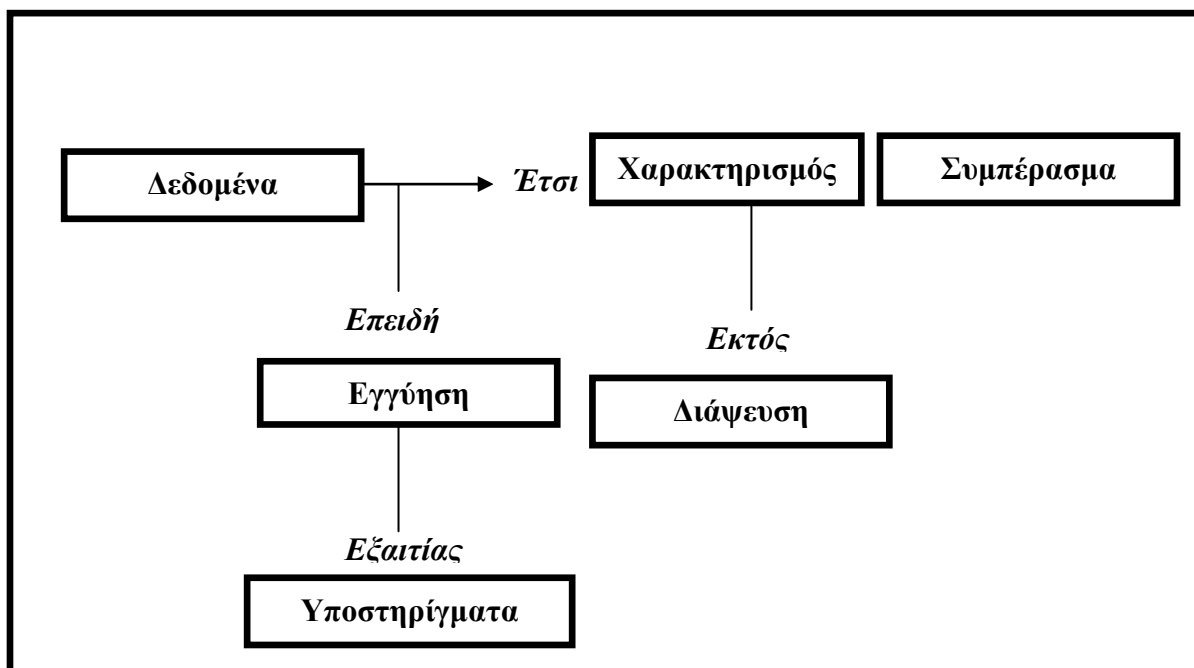 Δεδομένα
Έτσι
Χαρακτηρισμός
Συμπέρασμα
Επειδή
Εκτός
Εγγύηση
Διάψευση
Εξαιτίας
Υποστηρίγματα